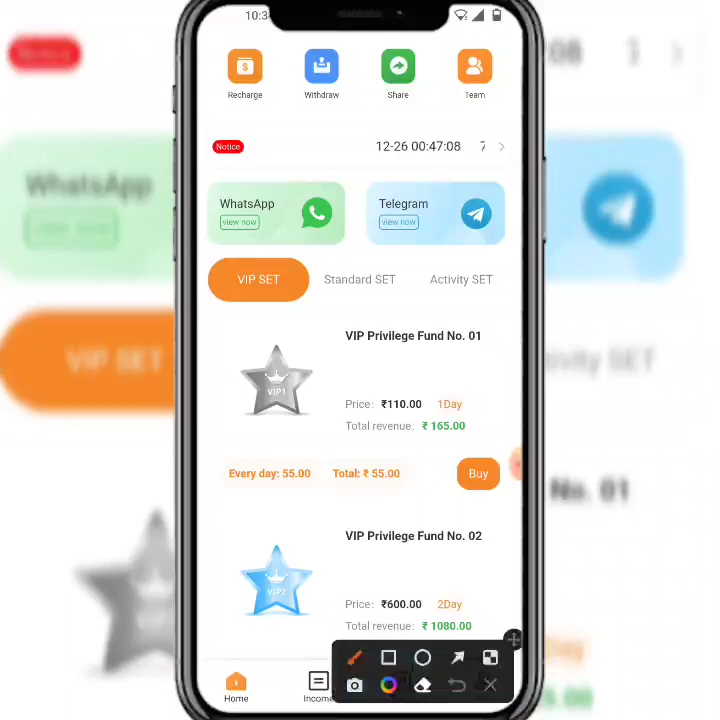 10:3
Recharge
Withdraw
Share
Team
Notice
12-26 00:47:08
WhatsApp
view now
Telegram
view now
VIP SET
Standard SET
Activity SET
VIP Privilege Fund No. 01
VIP1
Price: ₹110.00 1Day
Total revenue: ₹ 165.00
Every day: 55.00 Total: ₹ 55.00
Buy
VIP Privilege Fund No. 02
VIP2
Price: ₹600.00 2Day
Total revenue: ₹ 1080.00
Home
Income